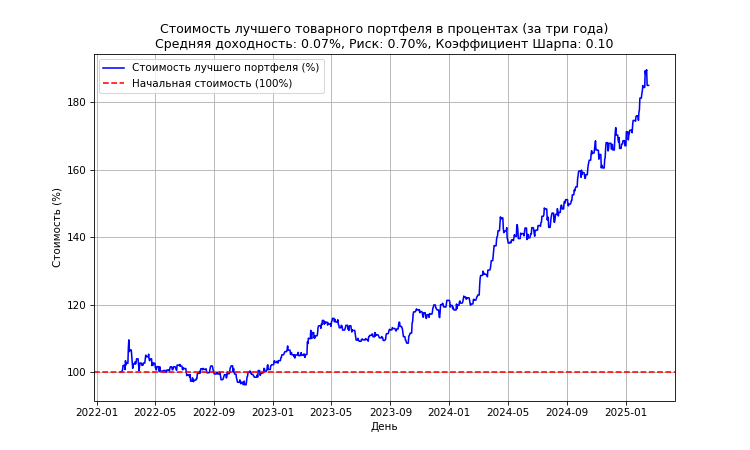 Стоимость лучшего товарного портфеля в процентах (за три года)
Средняя доходность: 0.07%, Риск: 0.70%, Коэффициент Шарпа: 0.10
Стоимость лучшего портфеля (%)
Начальная стоимость (100%)
Стоимость (%)
180
160
140
120
100
2022-01 2022-05 2022-09 2023-01 2023-05 2023-09 2024-01 2024-05 2024-09 2025-01
День